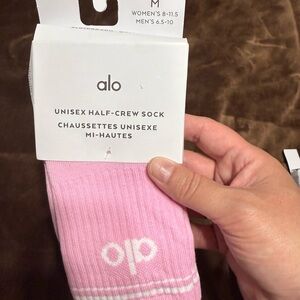 M
WOMEN'S 8-11.5
MEN'S 6.5-10
alo
UNISEX HALF-CREW SOCK
CHAUSSETTES UNISEXE
MI-HAUTES
alo